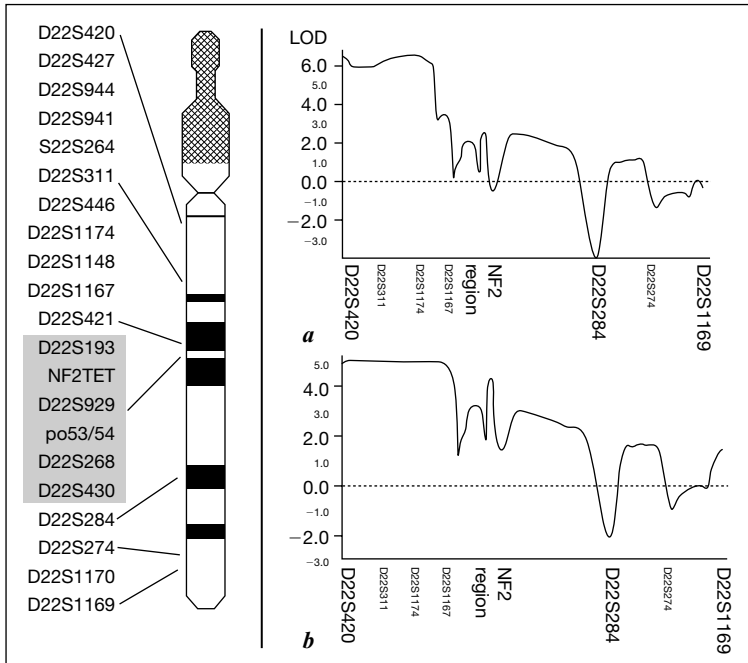 D22S420
D22S427
D22S944
D22S941
S22S264
D22S311
D22S446
D22S1174
D22S1148
D22S1167
D22S421
D22S193
NF2TET
D22S929
po53/54
D22S268
D22S430
D22S284
D22S274
D22S1170
D22S1169
LOD
6.0
5.0
4.0
3.0
2.0
1.0
0.0
−1.0
−2.0
−3.0
D22S420
D22S311
D22S1174
D22S1167
NF2
region
D22S284
D22S274
D22S1169
a
5.0
4.0
3.0
2.0
1.0
0.0
−1.0
−2.0
−3.0
D22S420
D22S311
D22S1174
D22S1167
NF2
region
D22S284
D22S274
D22S1169
b